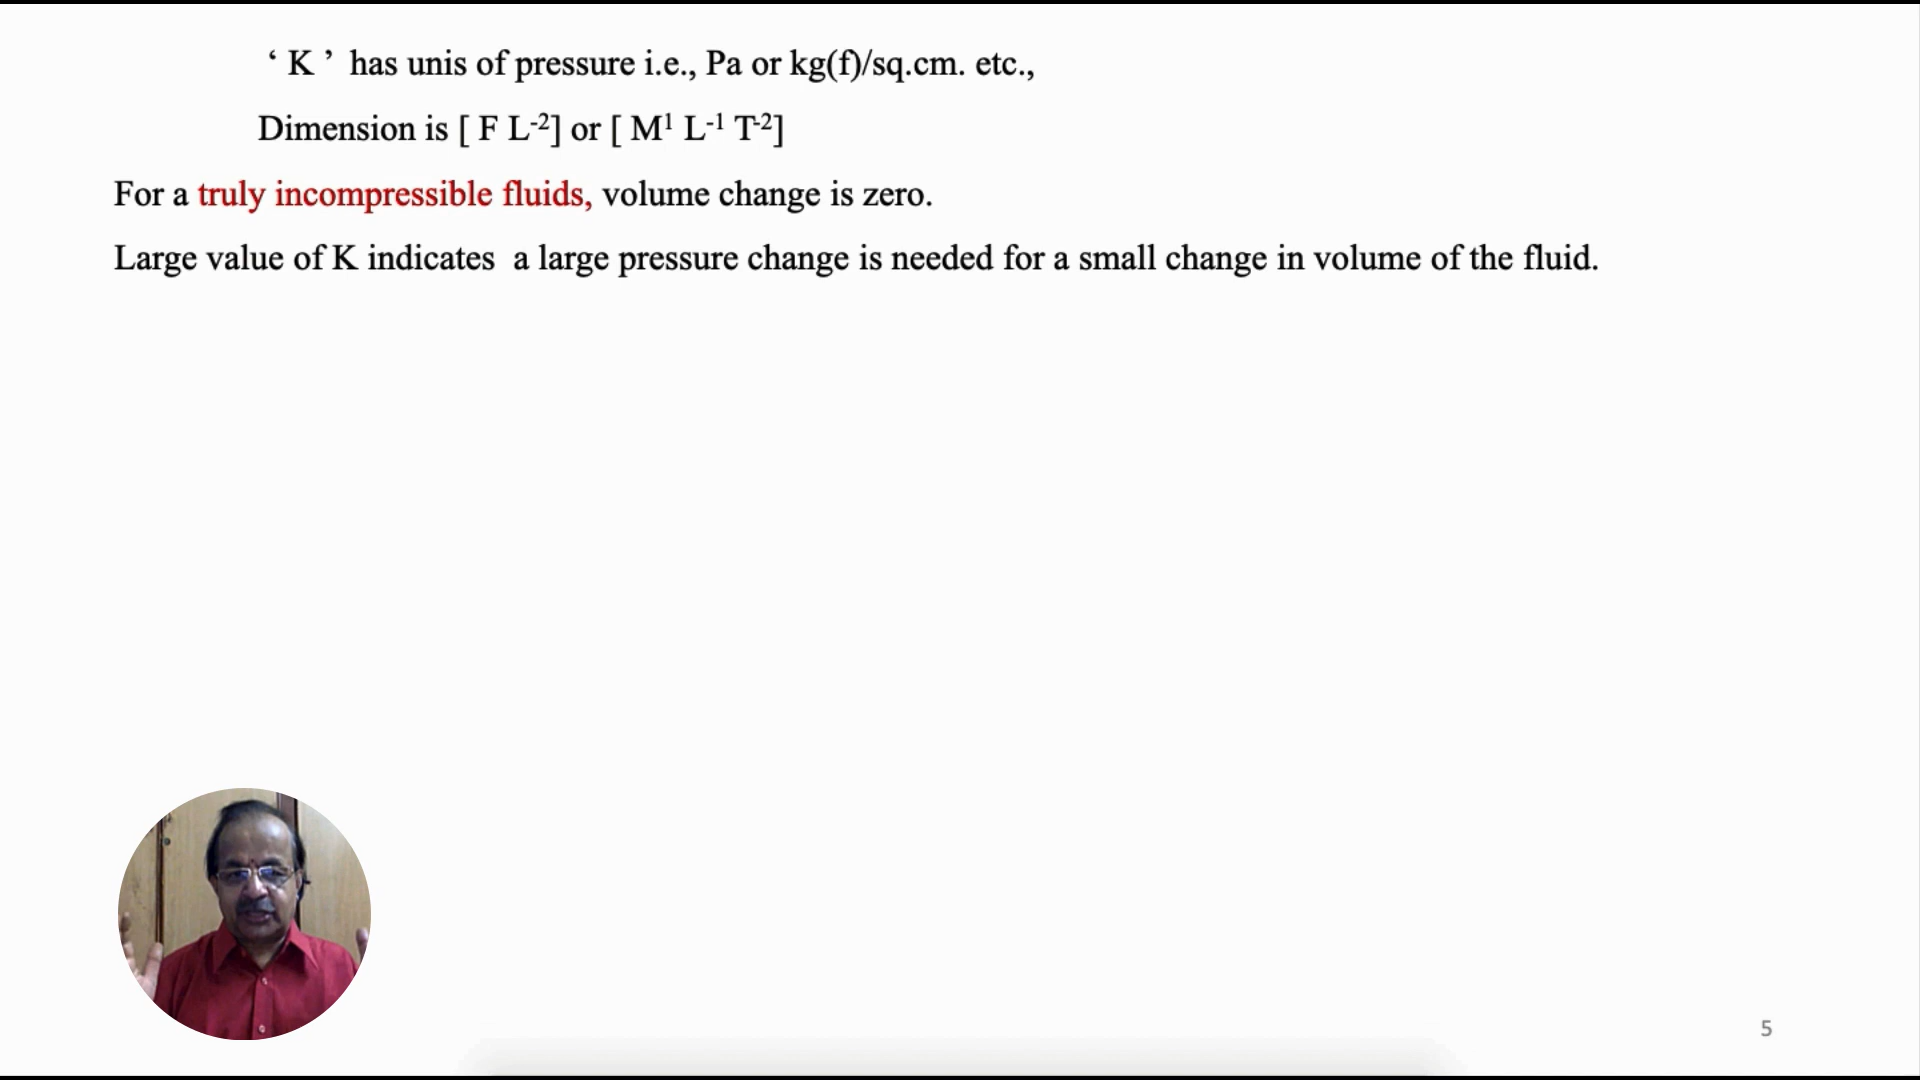 ‘ K ’ has unis of pressure i.e., Pa or kg(f)/sq.cm. etc.,
Dimension is [ F L⁻²] or [ M¹ L⁻¹ T⁻²]
For a truly incompressible fluids, volume change is zero.
Large value of K indicates a large pressure change is needed for a small change in volume of the fluid.
5